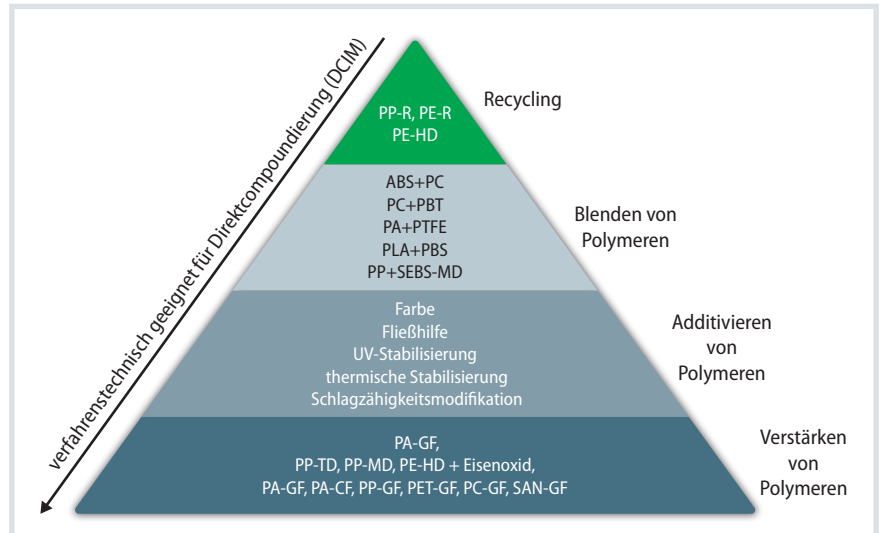 verfahrenstechnisch geeignet für Direktcompoundierung (DCIM)
PP-R, PE-R
PE-HD
Recycling
ABS+PC
PC+PBT
PA+PTFE
PLA+PBS
PP+SEBS-MD
Blenden von
Polymeren
Farbe
Fließhilfe
UV-Stabilisierung
thermische Stabilisierung
Schlagzähigkeitsmodifikation
Additivieren
von
Polymeren
PA-GF,
PP-TD, PP-MD, PE-HD + Eisenoxid,
PA-GF, PA-CF, PP-GF, PET-GF, PC-GF, SAN-GF
Verstärken
von
Polymeren